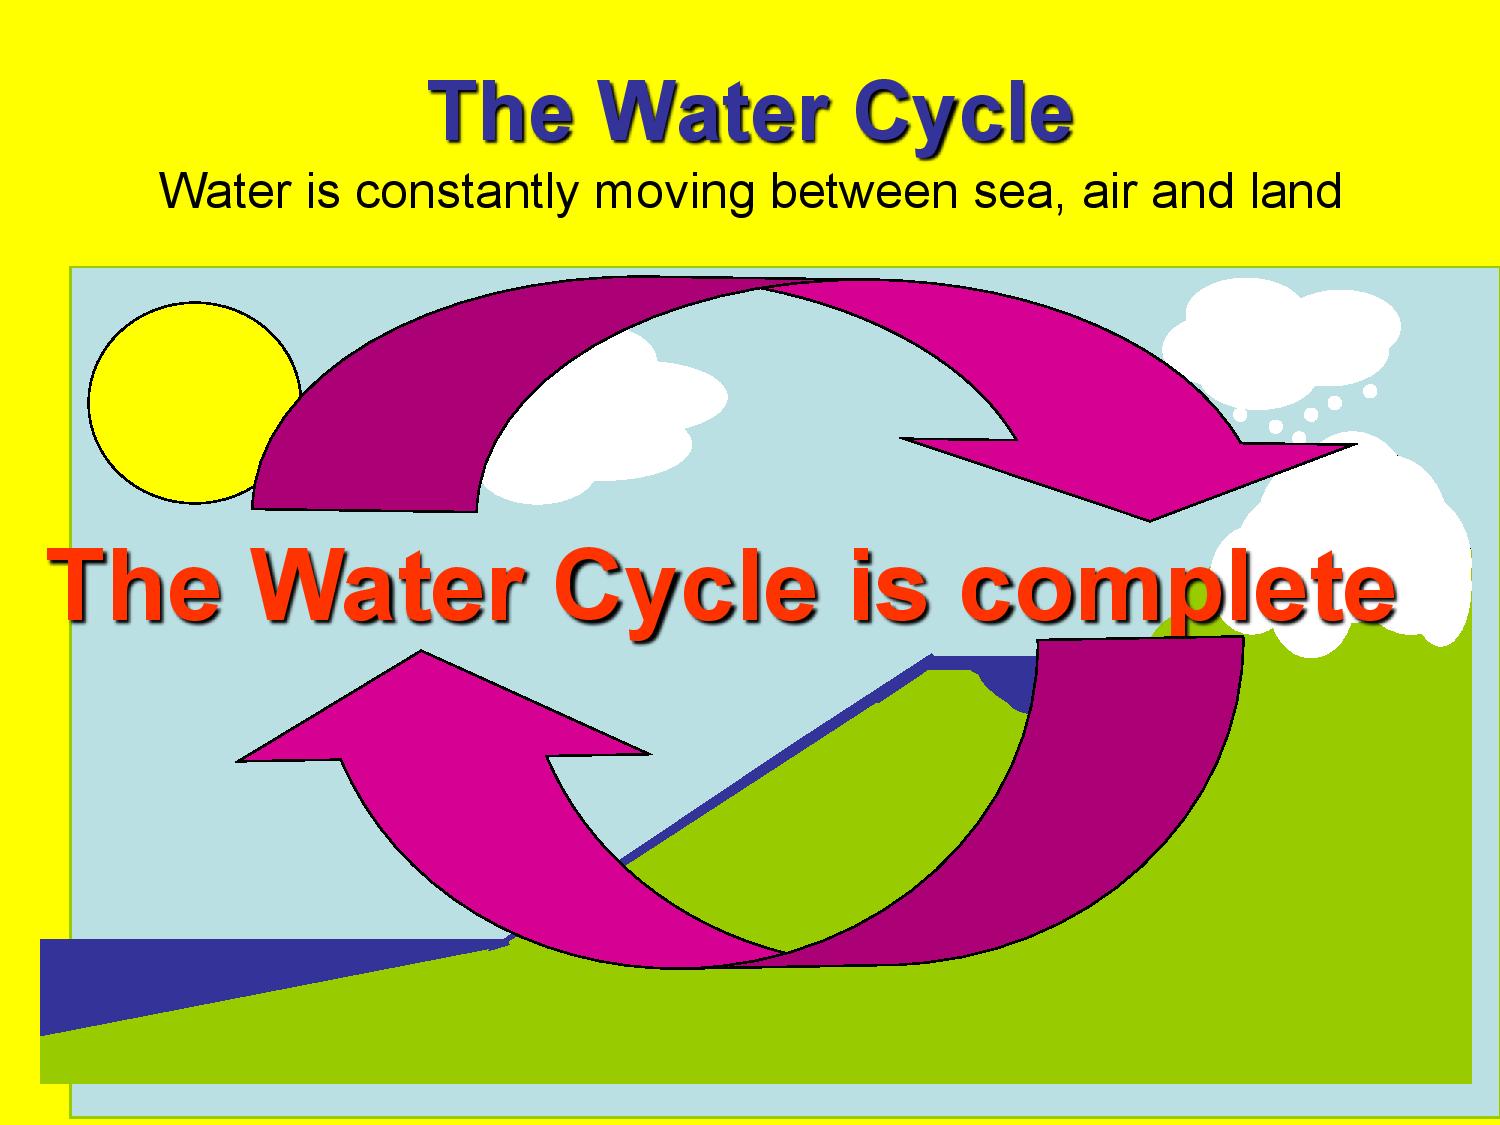 The Water Cycle
Water is constantly moving between sea, air and land
The Water Cycle is complete